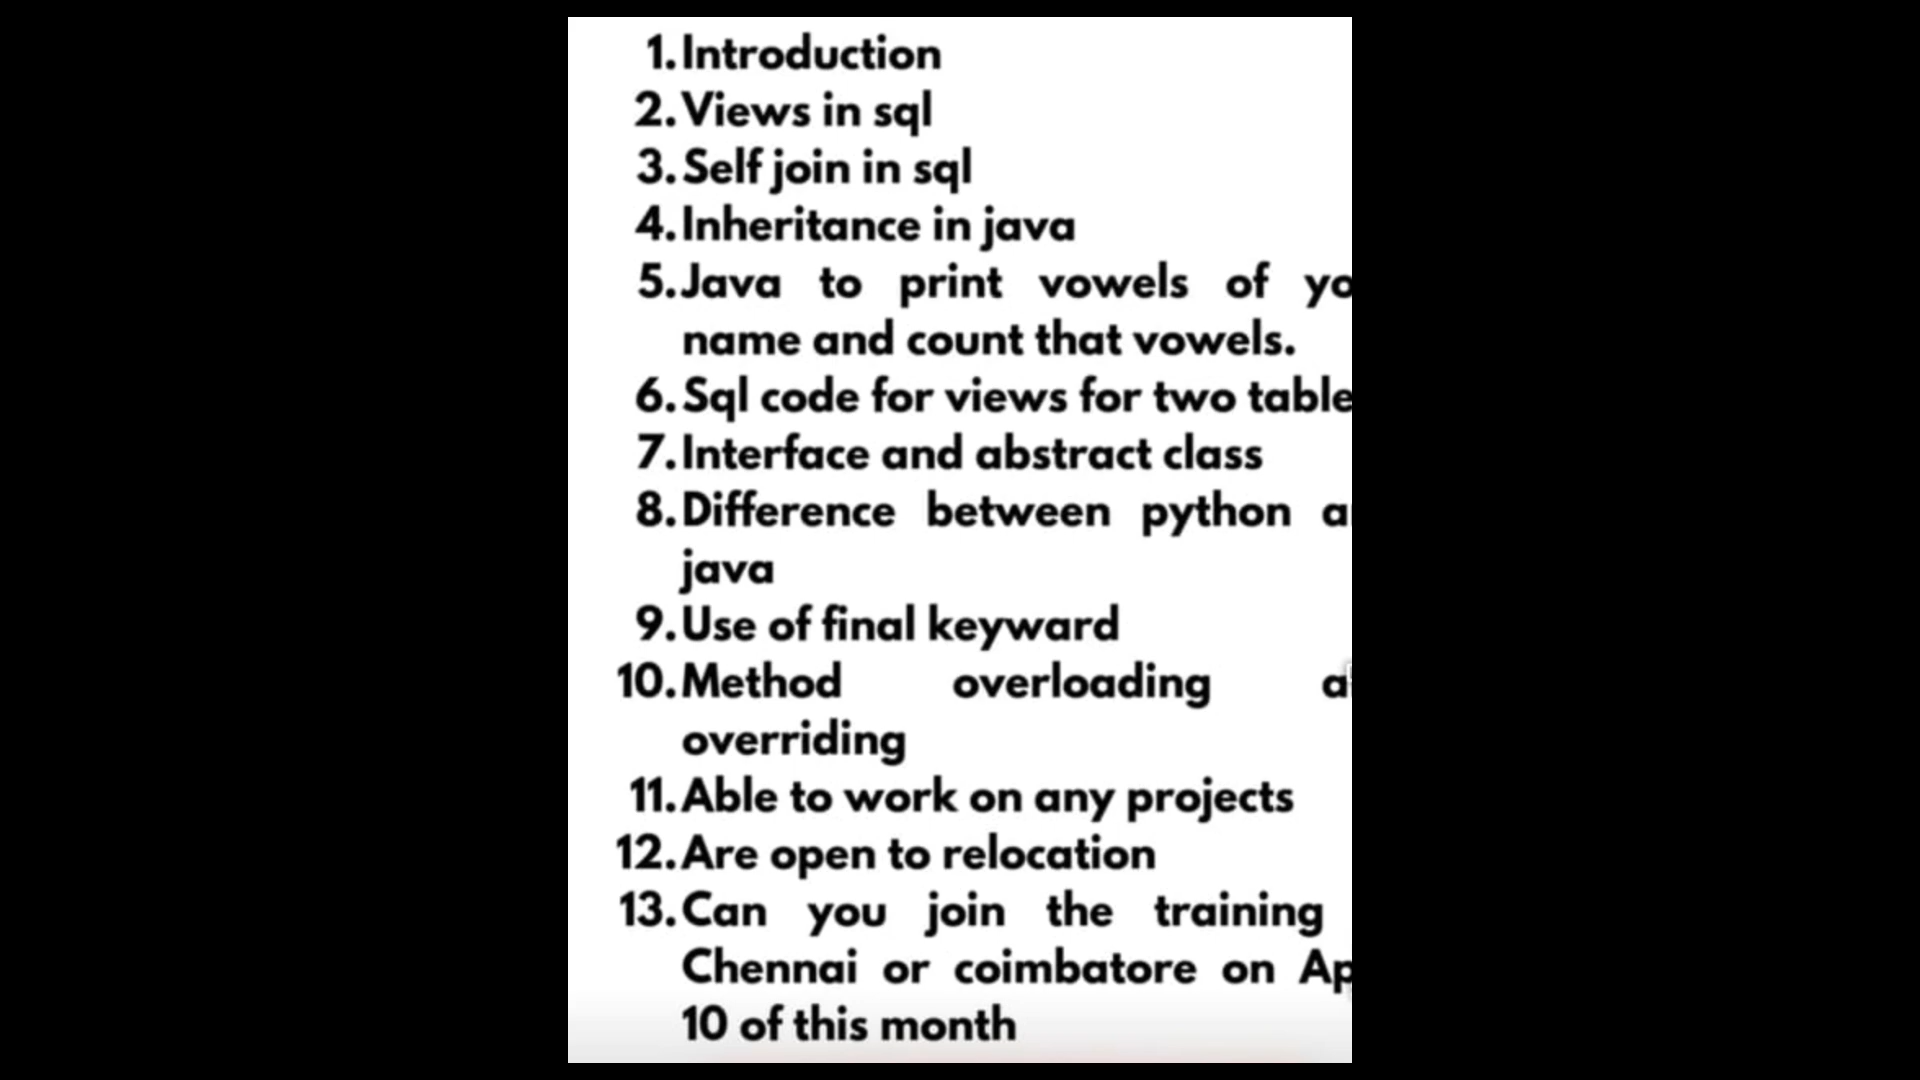 1. Introduction
2. Views in sql
3. Self join in sql
4. Inheritance in java
5. Java to print vowels of yo
name and count that vowels.
6. Sql code for views for two table
7. Interface and abstract class
8. Difference between python a
java
9. Use of final keyward
10. Method overloading a
overriding
11. Able to work on any projects
12. Are open to relocation
13. Can you join the training
Chennai or coimbatore on Ap
10 of this month